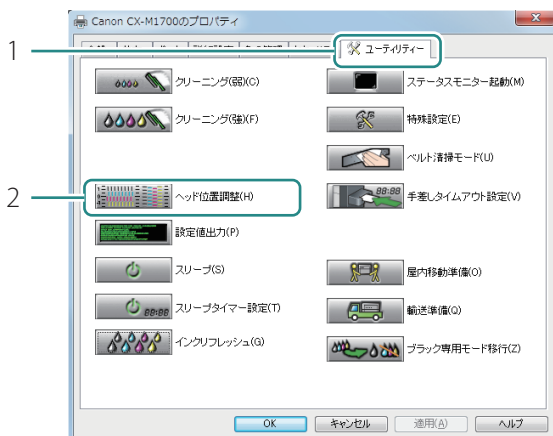 Canon CX-M1700のプロパティ
1
ユーティリティー
クリーニング(弱)(C)
ステータスモニター起動(M)
クリーニング(強)(F)
特殊設定(E)
ベルト清掃モード(U)
2
ヘッド位置調整(H)
88:88
手差しタイムアウト設定(V)
設定値出力(P)
スリープ(S)
屋内移動準備(O)
88:88
スリープタイマー設定(T)
輸送準備(Q)
インクリフレッシュ(G)
ブラック専用モード移行(Z)
OK
キャンセル
適用(A)
ヘルプ